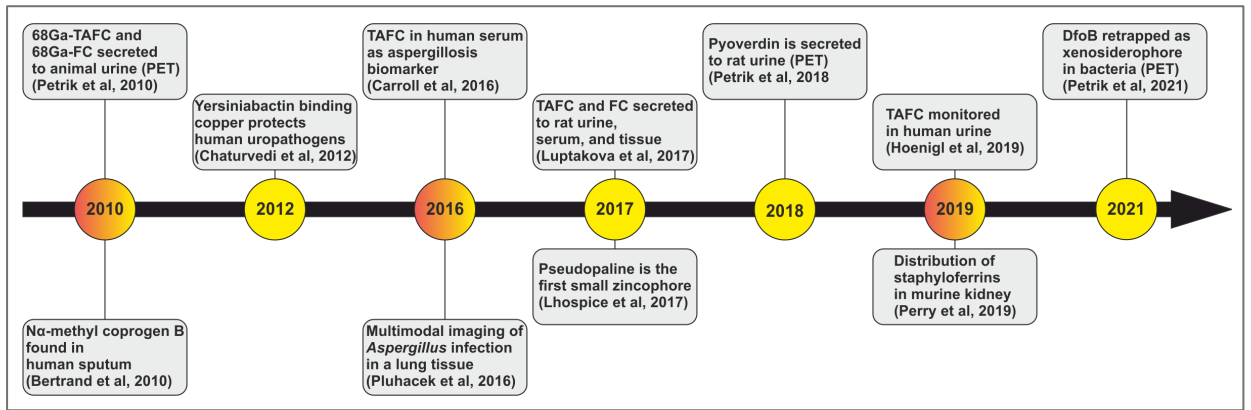 68Ga-TAFC and
68Ga-FC secreted
to animal urine (PET)
(Petrik et al, 2010)
Yersiniabactin binding
copper protects
human uropathogens
(Chaturvedi et al, 2012)
TAFC in human serum
as aspergillosis
biomarker
(Carroll et al, 2016)
TAFC and FC secreted
to rat urine,
serum, and tissue
(Luptakova et al, 2017)
Pyoverdin is secreted
to rat urine (PET)
(Petrik et al, 2018
TAFC monitored
in human urine
(Hoenigl et al, 2019)
DfoB retrapped as
xenosiderophore
in bacteria (PET)
(Petrik et al, 2021)
2010
2012
2016
2017
2018
2019
2021
Nα-methyl coprogen B
found in
human sputum
(Bertrand et al, 2010)
Multimodal imaging of
Aspergillus infection
in a lung tissue
(Pluhacek et al, 2016)
Pseudopaline is the
first small zincophore
(Lhospice et al, 2017)
Distribution of
staphyloferrins
in murine kidney
(Perry et al, 2019)